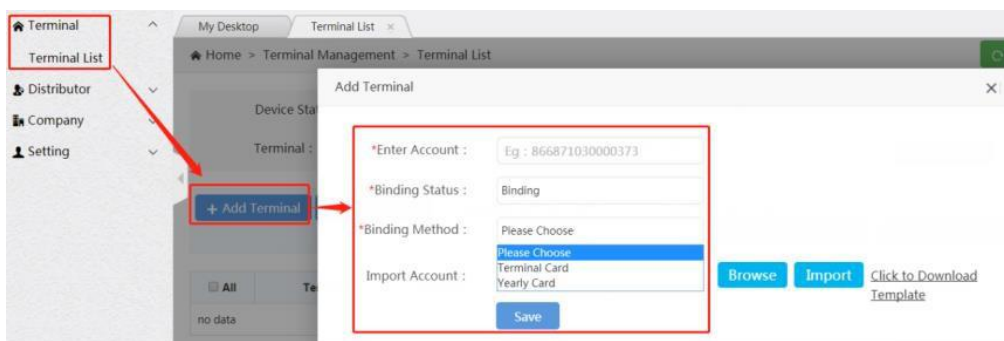 Terminal
Terminal List
Distributor
Company
Setting
My Desktop
Terminal List ×
Home > Terminal Management > Terminal List
Device Stat
Terminal :
+ Add Terminal
All
Te
no data
Add Terminal
×
*Enter Account :
Eg : 866871030000373
*Binding Status :
Binding
*Binding Method :
Please Choose
Please Choose
Terminal Card
Yearly Card
Import Account :
Browse
Import
Click to Download
Template
Save